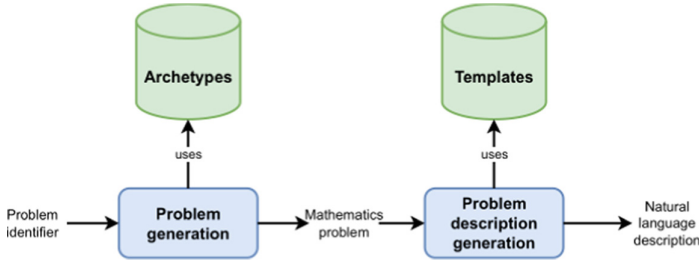 Archetypes
Templates
uses
uses
Problem
identifier
Problem
generation
Mathematics
problem
Problem
description
generation
Natural
language
description